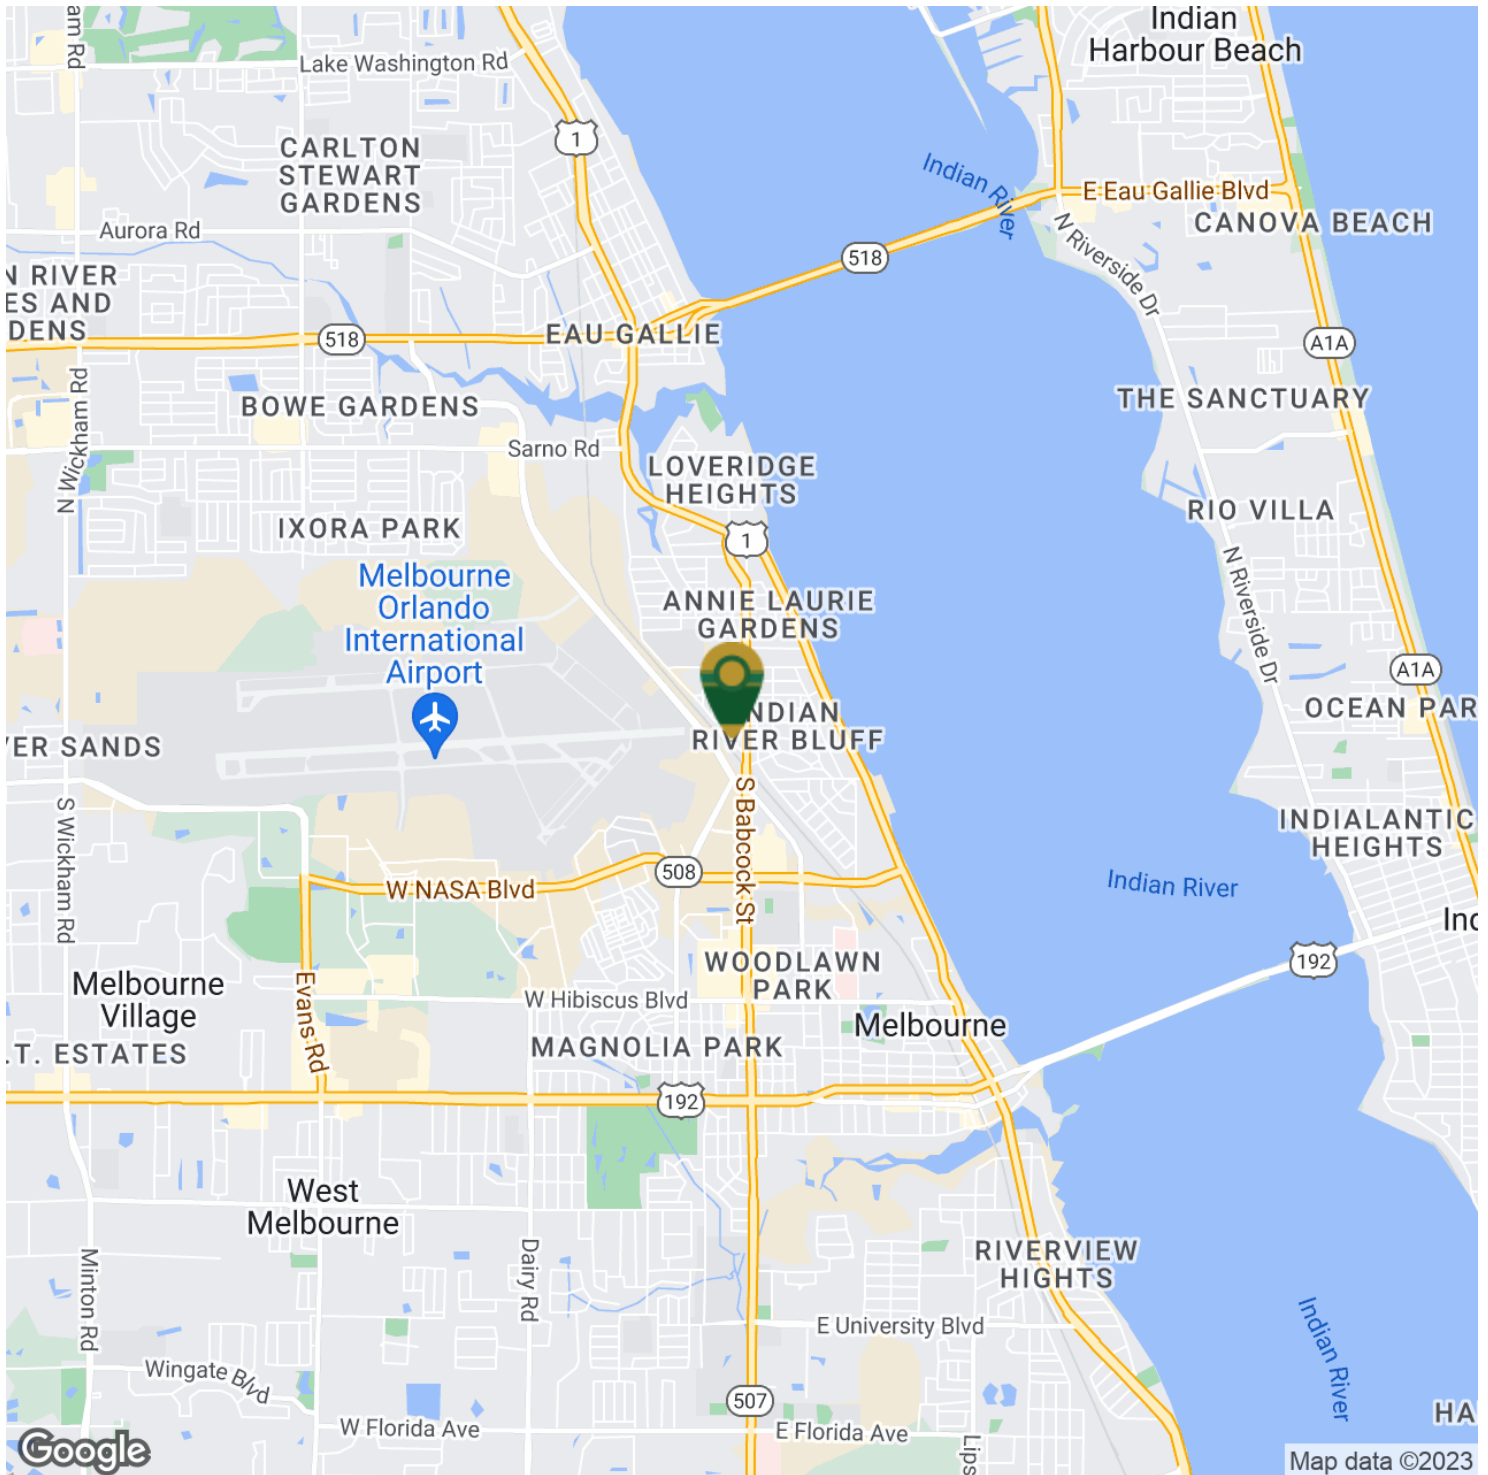 Indian
Harbour Beach
am Rd
Lake Washington Rd
1
CARLTON
STEWART
GARDENS
Indian River
E Eau Gallie Blvd
CANOVA BEACH
Aurora Rd
N Riverside Dr
518
N RIVER
ES AND
DENS
518
EAU GALLIE
A1A
THE SANCTUARY
BOWE GARDENS
N Wickham Rd
Sarno Rd
LOVERIDGE
HEIGHTS
RIO VILLA
IXORA PARK
1
Melbourne
Orlando
International
Airport
ANNIE LAURIE
GARDENS
N Riverside Dr
A1A
OCEAN PAR
NDIAN
RIVER BLUFF
VER SANDS
S Wickham Rd
S Babcock St
INDIALANTIC
HEIGHTS
508
W NASA Blvd
Indian River
Ind
192
WOODLAWN
PARK
Melbourne
Village
Evans Rd
W Hibiscus Blvd
Melbourne
.T. ESTATES
MAGNOLIA PARK
192
West
Melbourne
Minton Rd
Dairy Rd
RIVERVIEW
HIGHTS
E University Blvd
Indian River
Wingate Blvd
507
W Florida Ave
E Florida Ave
HA
Lips
Google
Map data ©2023